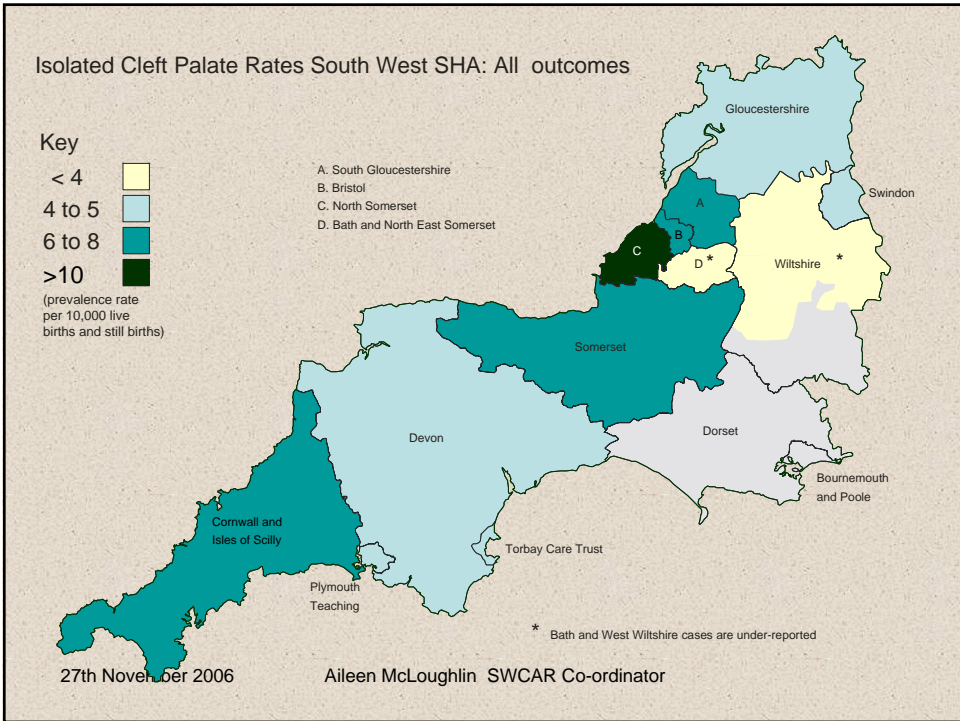 Isolated Cleft Palate Rates South West SHA: All outcomes
Key
< 4
4 to 5
6 to 8
>10
(prevalence rate
per 10,000 live
births and still births)
A. South Gloucestershire
B. Bristol
C. North Somerset
D. Bath and North East Somerset
Gloucestershire
Swindon
A
B
C
D *
Wiltshire *
Somerset
Devon
Dorset
Bournemouth
and Poole
Cornwall and
Isles of Scilly
Torbay Care Trust
Plymouth
Teaching
* Bath and West Wiltshire cases are under-reported
27th November 2006
Aileen McLoughlin SWCAR Co-ordinator